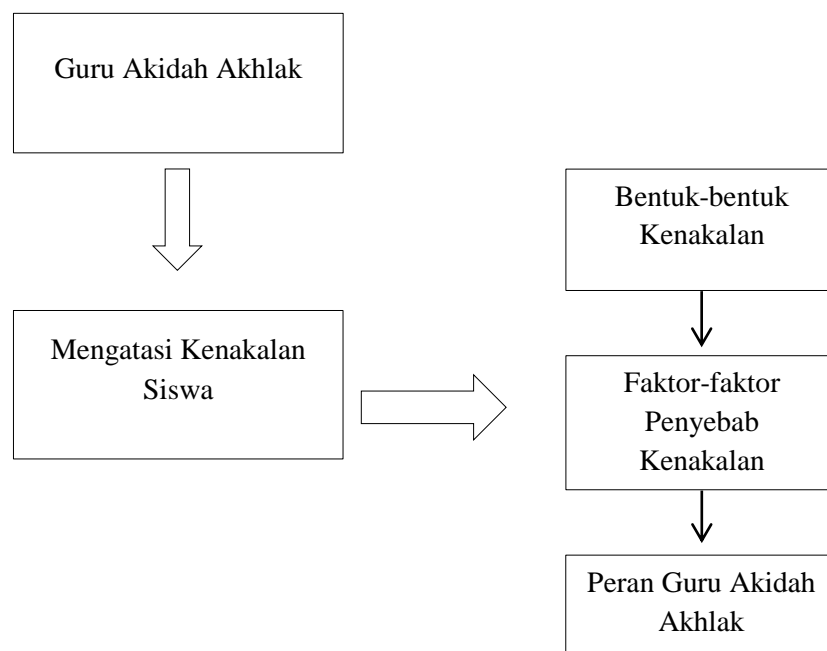 Guru Akidah Akhlak
Mengatasi Kenakalan
Siswa
Bentuk-bentuk
Kenakalan
Faktor-faktor
Penyebab
Kenakalan
Peran Guru Akidah
Akhlak